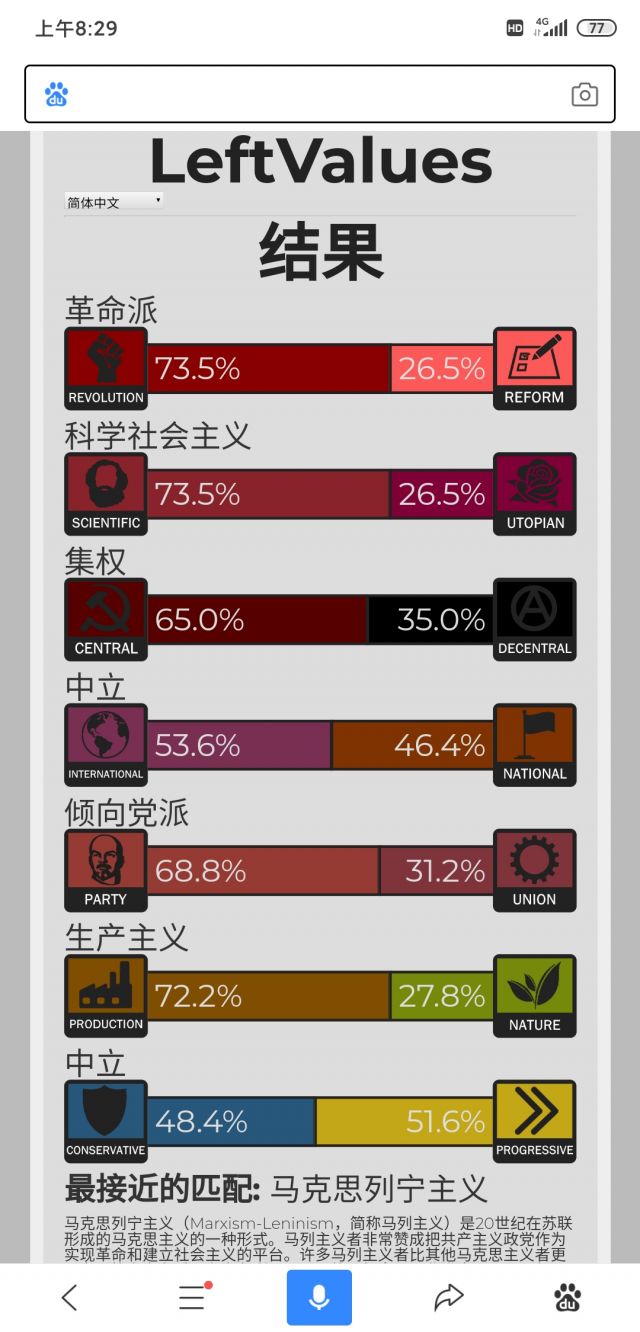 上午8:29
HD 4G 77
du
LeftValues
简体中文
结果
革命派
73.5% 26.5%
REVOLUTION REFORM
科学社会主义
73.5% 26.5%
SCIENTIFIC UTOPIAN
集权
65.0% 35.0%
CENTRAL DECENTRAL
中立
53.6% 46.4%
INTERNATIONAL NATIONAL
倾向党派
68.8% 31.2%
PARTY UNION
生产主义
72.2% 27.8%
PRODUCTION NATURE
中立
48.4% 51.6%
CONSERVATIVE PROGRESSIVE
最接近的匹配: 马克思列宁主义
马克思列宁主义（Marxism-Leninism，简称马列主义）是20世纪在苏联
形成的马克思主义的一种形式。马列主义者非常赞成把共产主义政党作为
实现革命和建立社会主义的平台。许多马列主义者比其他马克思主义者更
du